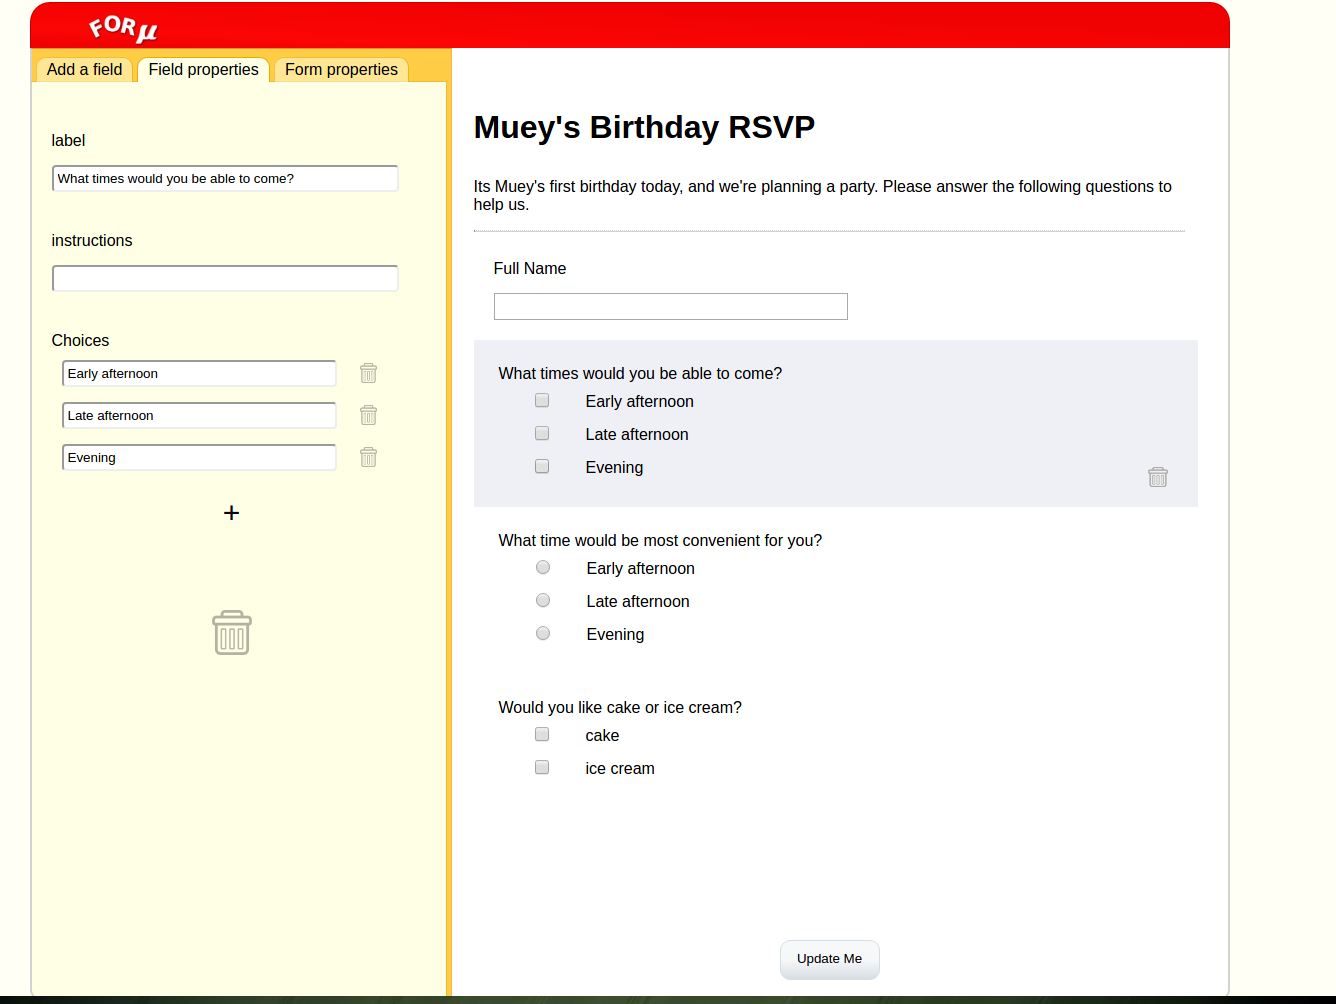 FORμ
Add a field
Field properties
Form properties
label
What times would you be able to come?
instructions
Choices
Early afternoon
Late afternoon
Evening
+
Muey's Birthday RSVP
Its Muey's first birthday today, and we're planning a party. Please answer the following questions to
help us.
Full Name
What times would you be able to come?
Early afternoon
Late afternoon
Evening
What time would be most convenient for you?
Early afternoon
Late afternoon
Evening
Would you like cake or ice cream?
cake
ice cream
Update Me